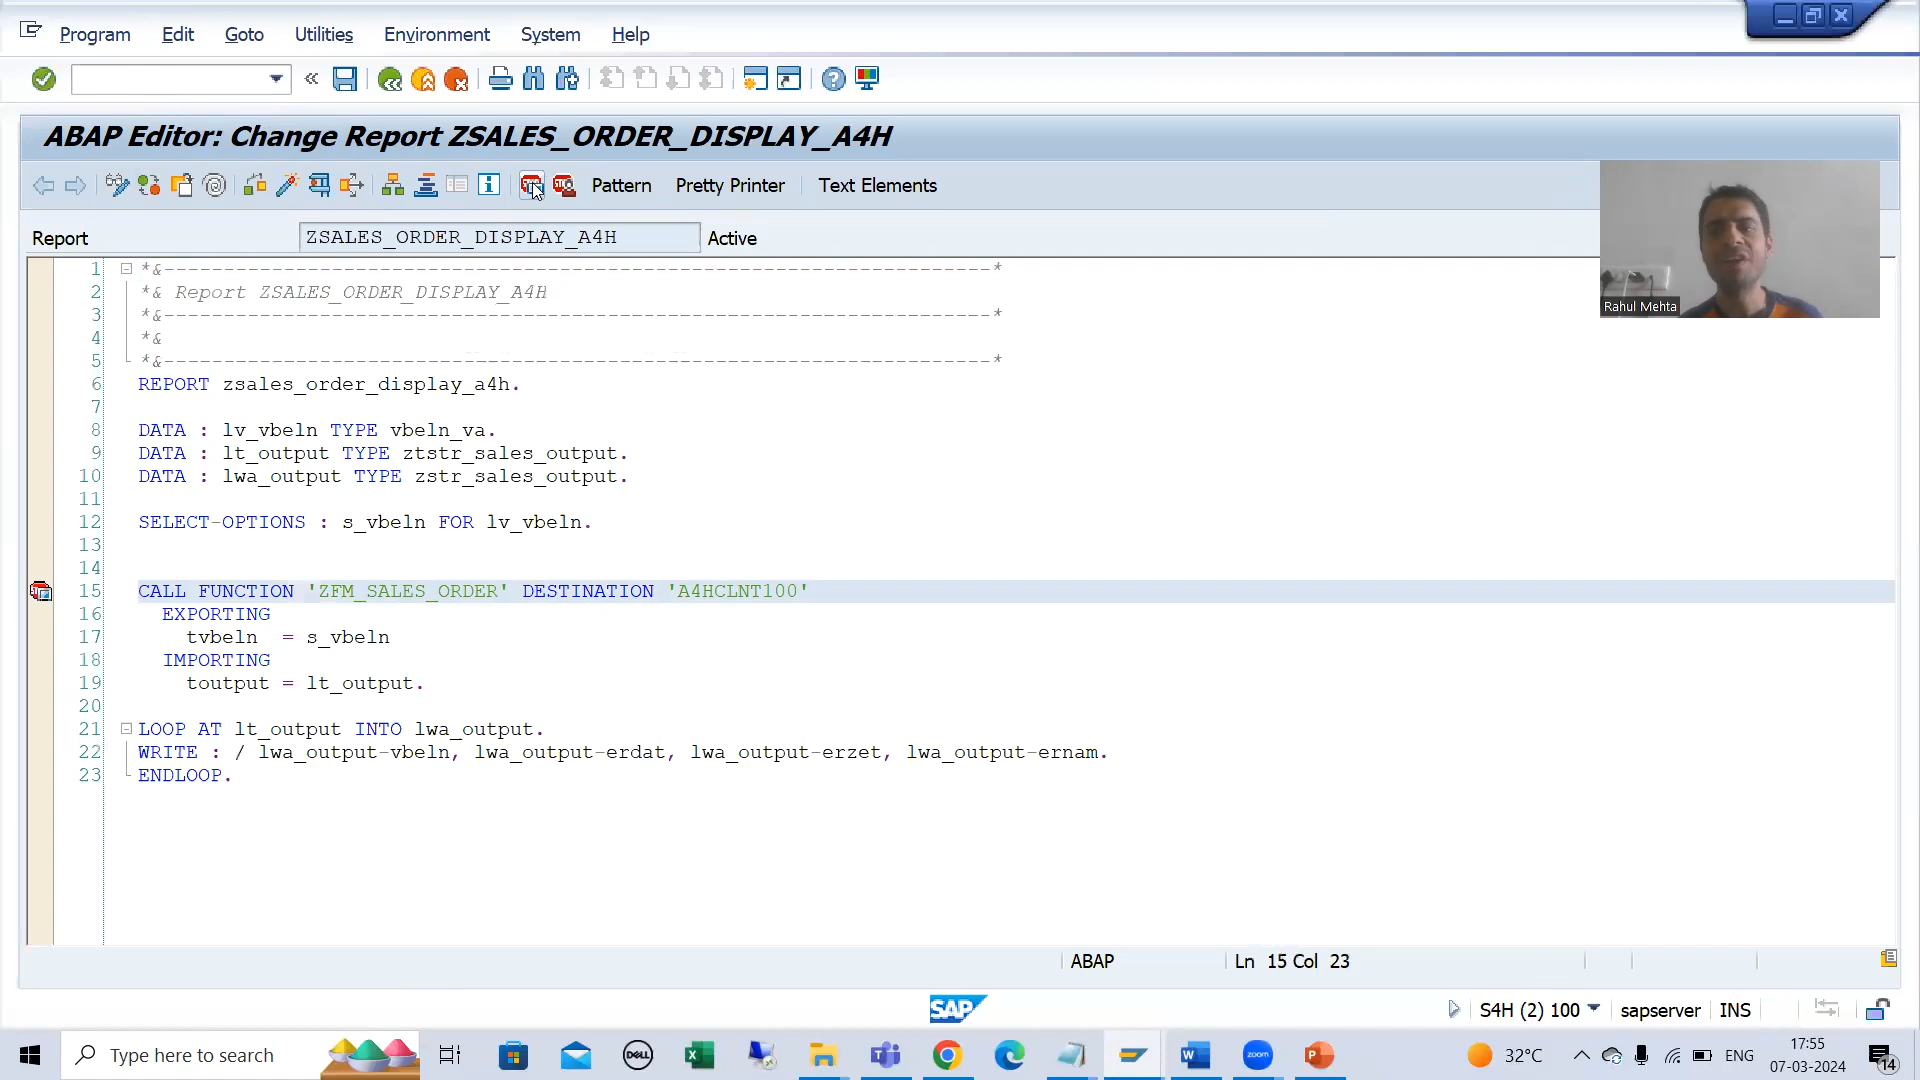 Program Edit Goto Utilities Environment System Help
ABAP Editor: Change Report ZSALES_ORDER_DISPLAY_A4H
Pattern Pretty Printer Text Elements
Report ZSALES_ORDER_DISPLAY_A4H Active
Rahul Mehta
1 *&---------------------------------------------------------------------*
2 *& Report ZSALES_ORDER_DISPLAY_A4H
3 *&---------------------------------------------------------------------*
4 *&
5 *&---------------------------------------------------------------------*
6 REPORT zsales_order_display_a4h.
7
8 DATA : lv_vbeln TYPE vbeln_va.
9 DATA : lt_output TYPE ztstr_sales_output.
10 DATA : lwa_output TYPE zstr_sales_output.
11
12 SELECT-OPTIONS : s_vbeln FOR lv_vbeln.
13
14
15 CALL FUNCTION 'ZFM_SALES_ORDER' DESTINATION 'A4HCLNT100'
16 EXPORTING
17 tvbeln = s_vbeln
18 IMPORTING
19 toutput = lt_output.
20
21 LOOP AT lt_output INTO lwa_output.
22 WRITE : / lwa_output-vbeln, lwa_output-erdat, lwa_output-erzet, lwa_output-ernam.
23 ENDLOOP.
ABAP Ln 15 Col 23
SAP
S4H (2) 100 sapserver INS
Type here to search
DELL
zoom
32°C
ENG
17:55
07-03-2024
14